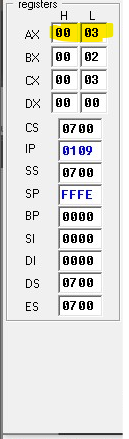 registers
H L
AX 00 03
BX 00 02
CX 00 03
DX 00 00
CS 0700
IP 0109
SS 0700
SP FFFE
BP 0000
SI 0000
DI 0000
DS 0700
ES 0700